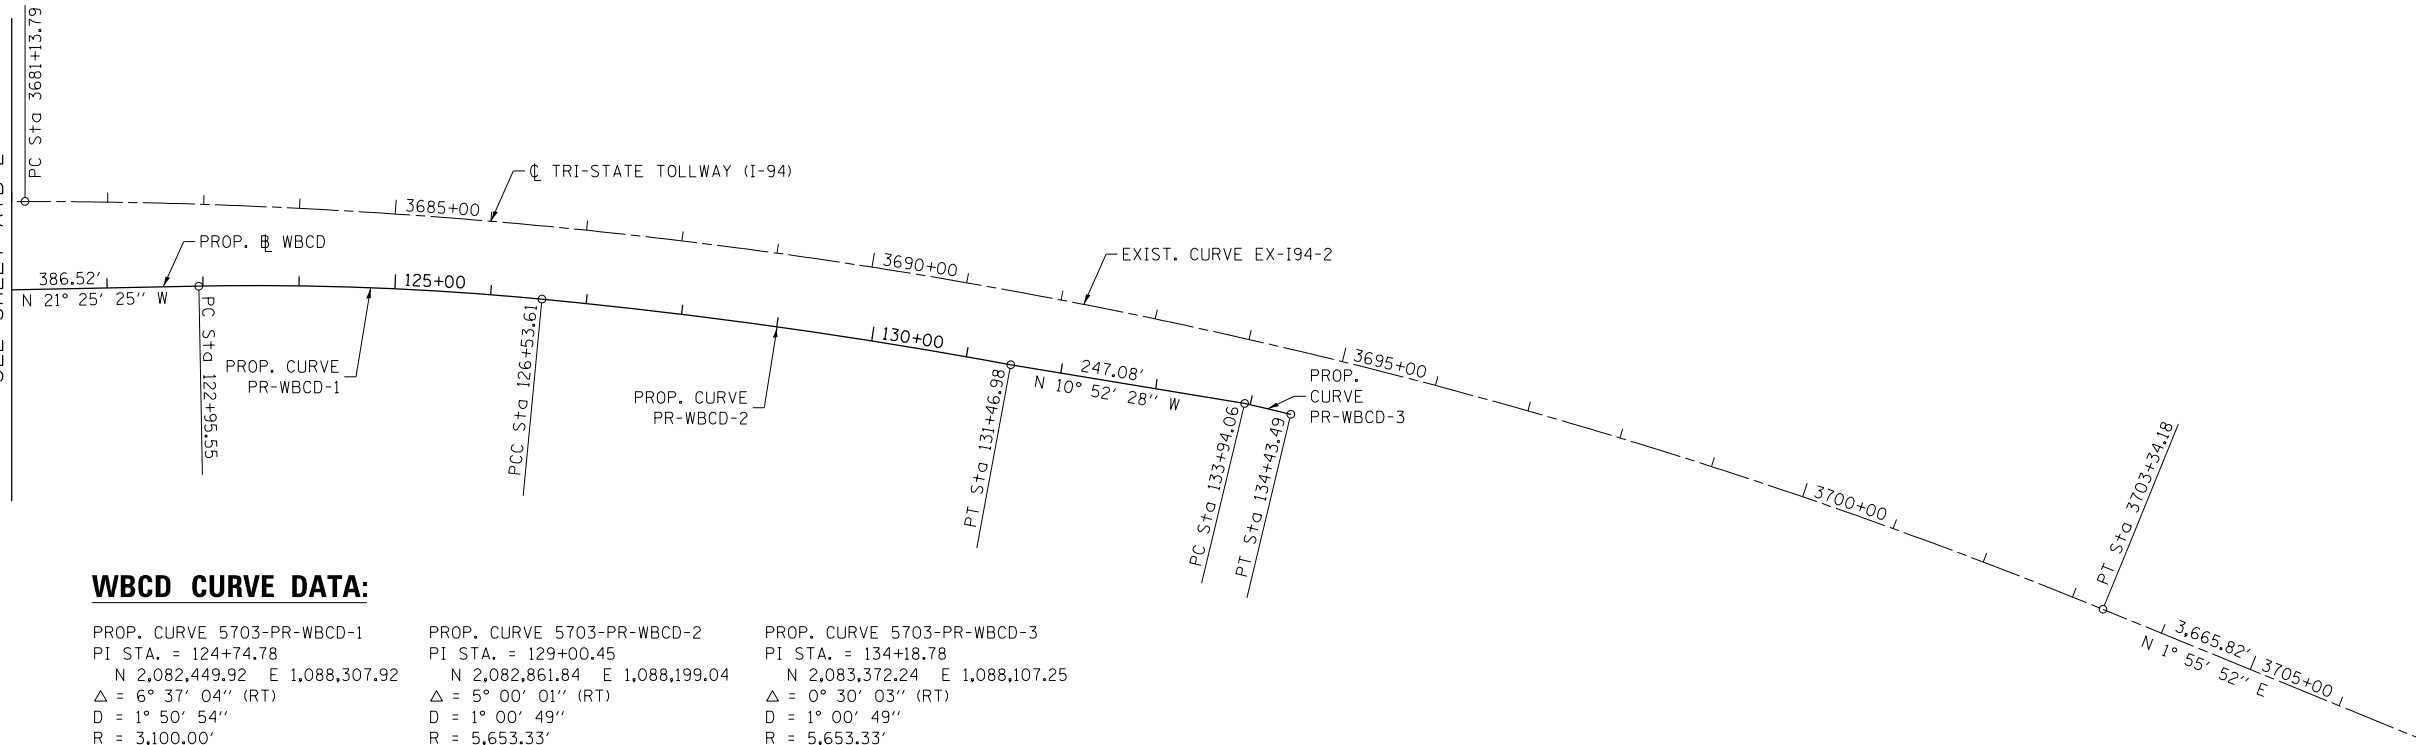 PC Sta 3681+13.79
℄ TRI-STATE TOLLWAY (I-94)
3685+00
PROP. ℄ WBCD
386.52'
N 21° 25' 25" W
125+00
3690+00
EXIST. CURVE EX-I94-2
PC Sta 122+95.55
PROP. CURVE
PR-WBCD-1
PCC Sta 126+53.61
130+00
PROP. CURVE
PR-WBCD-2
PT Sta 131+46.98
247.08'
N 10° 52' 28" W
3695+00
PROP.
CURVE
PR-WBCD-3
PC Sta 133+94.06
PT Sta 134+43.49
3700+00
PT Sta 3703+34.18
3,665.82'
N 1° 55' 52" E
3705+00
WBCD CURVE DATA:
PROP. CURVE 5703-PR-WBCD-1
PI STA. = 124+74.78
N 2,082,449.92 E 1,088,307.92
△ = 6° 37' 04" (RT)
D = 1° 50' 54"
R = 3,100.00'
PROP. CURVE 5703-PR-WBCD-2
PI STA. = 129+00.45
N 2,082,861.84 E 1,088,199.04
△ = 5° 00' 01" (RT)
D = 1° 00' 49"
R = 5,653.33'
PROP. CURVE 5703-PR-WBCD-3
PI STA. = 134+18.78
N 2,083,372.24 E 1,088,107.25
△ = 0° 30' 03" (RT)
D = 1° 00' 49"
R = 5,653.33'